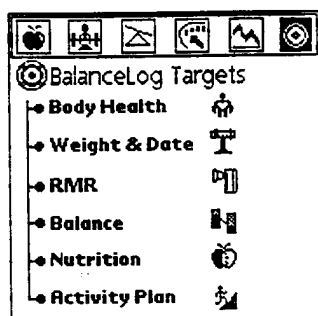 BalanceLog Targets
Body Health
Weight & Date
RMR
Balance
Nutrition
Activity Plan